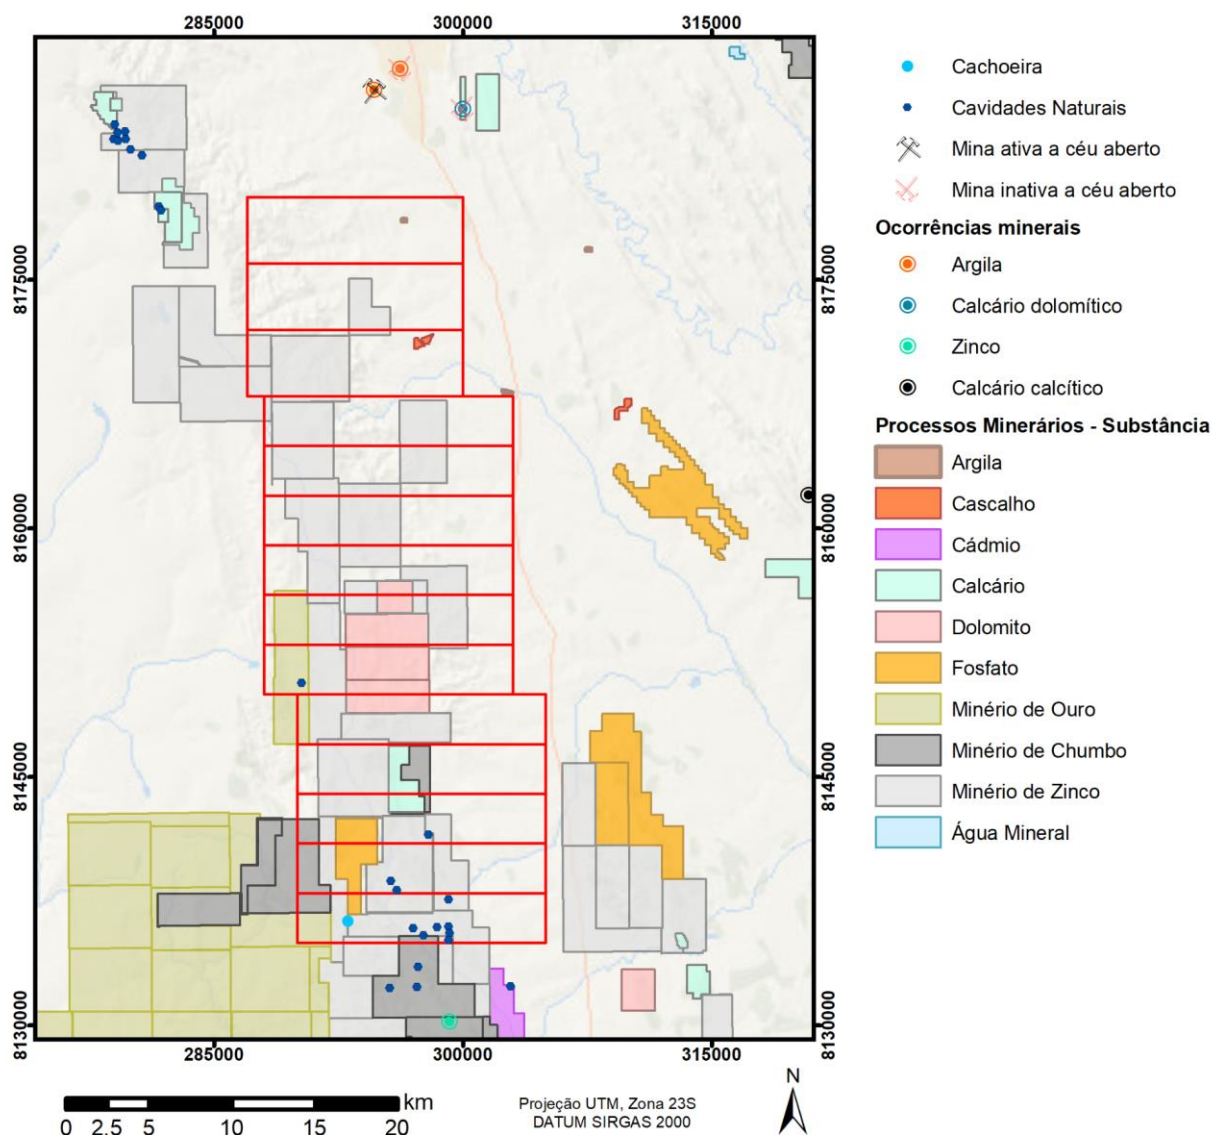 285000 300000 315000
8175000 8175000
8160000 8160000
8145000 8145000
8130000 8130000
285000 300000 315000
Cachoeira
Cavidades Naturais
Mina ativa a céu aberto
Mina inativa a céu aberto
Ocorrências minerais
Argila
Calcário dolomítico
Zinco
Calcário calcítico
Processos Minerários - Substância
Argila
Cascalho
Cádmio
Calcário
Dolomito
Fosfato
Minério de Ouro
Minério de Chumbo
Minério de Zinco
Água Mineral
km
0 2,5 5 10 15 20
Projeção UTM, Zona 23S
DATUM SIRGAS 2000
N